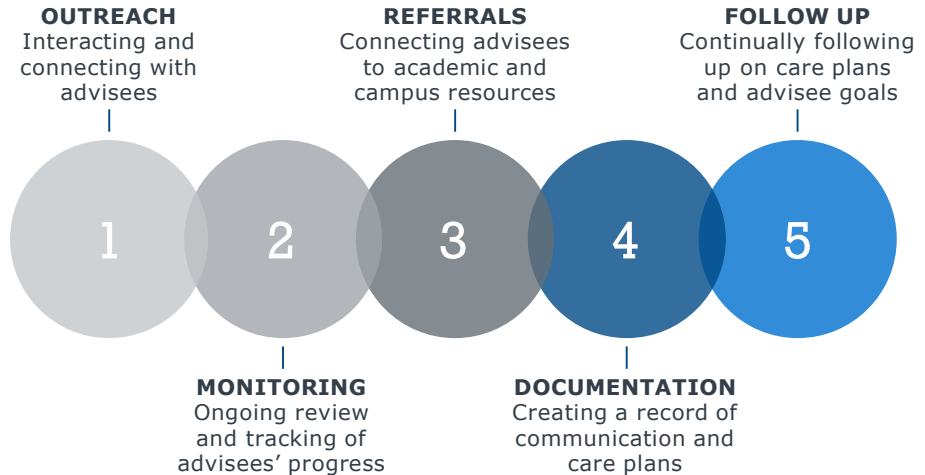 OUTREACH
Interacting and
connecting with
advisees
REFERRALS
Connecting advisees
to academic and
campus resources
FOLLOW UP
Continually following
up on care plans
and advisee goals
1
2
3
4
5
MONITORING
Ongoing review
and tracking of
advisees’ progress
DOCUMENTATION
Creating a record of
communication and
care plans